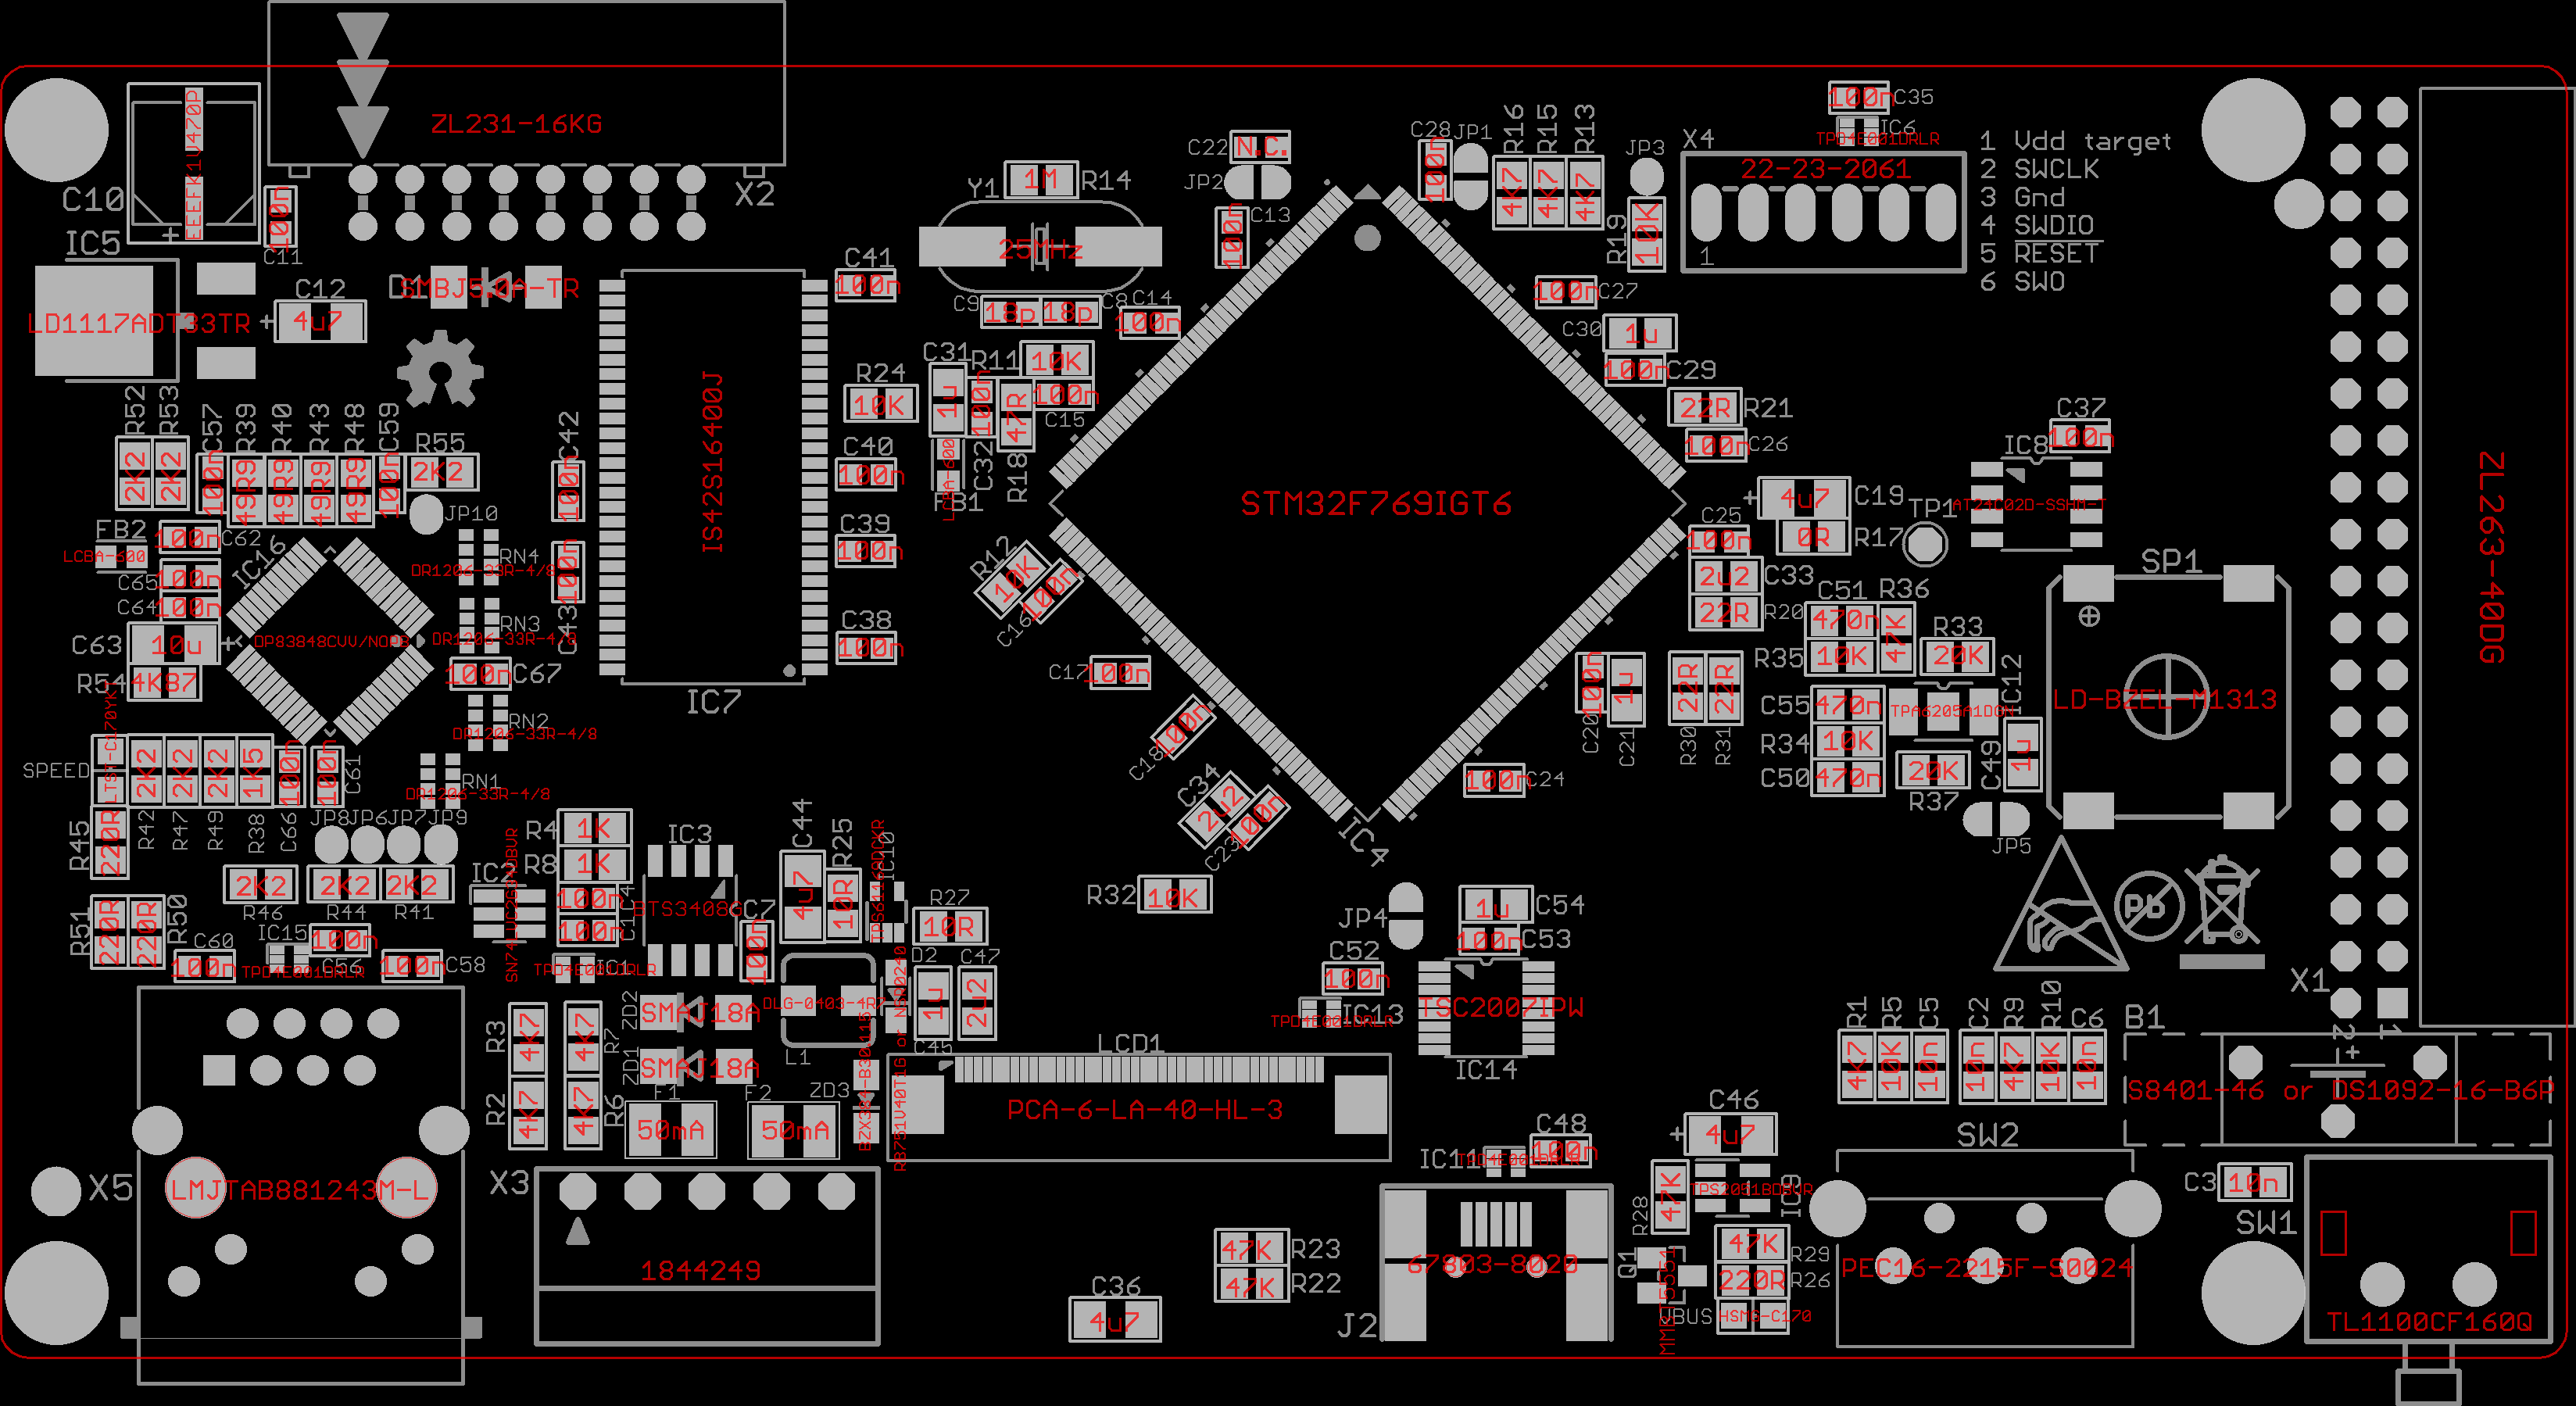 ZL231-16KG
X2
C10
EEEFK1V470P
100n
C11
IC5
LD1117ADT33TR
C12
4u7
D1
SMBJ5.0A-TR
C41
100n
IS42S16400J
IC7
C40
100n
C39
100n
C38
100n
C42
100n
C43
100n
R24
10K
Y1
1M
R14
25MHz
C9
18p
18p
C8
C14
100n
C22
N.C.
JP2
C13
100n
C28
100n
JP1
R16
R15
R13
4K7
4K7
4K7
JP3
R19
10K
X4
22-23-2061
1
100n
C35
IC6
TPD4E001DRLR
1 Vdd target
2 SWCLK
3 Gnd
4 SWDIO
5 RESET
6 SWO
100n
C27
C30
1u
100n
C29
22R
R21
100n
C26
C31
1u
100n
C32
R11
10K
100n
C15
47R
R18
FB1
LCBA-600
STM32F769IGT6
IC4
R12
10K
100n
C16
C17
100n
100n
C18
C34
2u2
100n
C23
100n
C24
100n
C20
1u
C21
22R
22R
R30
R31
4u7
C19
0R
R17
C25
100n
2u2
C33
22R
R20
TP1
IC8
AT24C02D-SSHM-T
C37
100n
SP1
LD-BZEL-M1313
C51
470n
R36
47K
R35
10K
R33
20K
C55
470n
R34
10K
C50
470n
IC12
TPA6205A1DGN
C49
1u
20K
R37
JP5
Pb
ZL263-40DG
X1
2
1
R52
R53
C57
R39
R40
R43
R48
C59
R55
2K2
2K2
100n
49R9
49R9
49R9
49R9
100n
2K2
JP10
FB2
LCBA-600
100n
C62
C65
100n
C64
100n
IC16
DP83848CVV/NOPB
C63
10u
R54
4K87
RN4
DR1206-33R-4/8
RN3
DR1206-33R-4/8
100n
C67
RN2
DR1206-33R-4/8
RN1
DR1206-33R-4/8
SPEED
LTST-C170YKT
2K2
2K2
2K2
1K5
100n
100n
C61
R42
R47
R49
R38
C66
R45
220R
JP8
JP6
JP7
JP9
2K2
R46
2K2
R44
2K2
R41
R51
220R
220R
R50
C60
100n
IC15
TPD4E001DRLR
100n
C56
100n
C58
X5
LMJTAB881243M-L
R4
1K
R8
1K
IC2
100n
C4
100n
C1
IC1
TPD4E001DRLR
IC3
BTS3408G
C7
100n
C44
4u7
R25
10R
IC10
R27
10R
ZD2
SMAJ18A
ZD1
SMAJ18A
DLG-0403-4R7
L1
D2
1u
C45
C47
2u2
R3
4K7
4K7
R7
R2
4K7
4K7
R6
F1
50mA
F2
50mA
ZD3
BZX384-B30,115
RB751V40T1G or NSR0240
X3
1844249
LCD1
PCA-6-LA-40-HL-3
R32
10K
JP4
1u
C54
100n
C53
C52
100n
IC13
TPD4E001DRLR
TSC2007IPW
IC14
47K
R23
47K
R22
C36
4u7
C48
100n
IC11
TPD4E001DRLR
67803-8020
J2
C46
4u7
47K
R28
TPS2051BDBVR
IC9
47K
R29
220R
R26
Q1
MMBT5551
VBUS
HSMG-C170
R1
R5
C5
C2
R9
R10
C6
4K7
10K
10n
10n
4K7
10K
10n
B1
S8401-46 or DS1092-16-B6P
SW2
PEC16-2215F-S0024
C3
10n
SW1
TL1100CF160Q